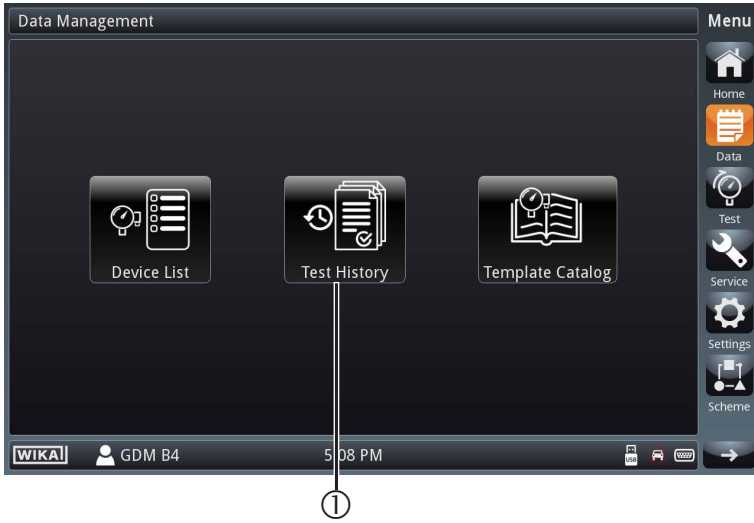 Data Management
Menu
Home
Data
Test
Service
Settings
Scheme
Device List
Test History
Template Catalog
WIKA
GDM B4
5:08 PM
USB
①